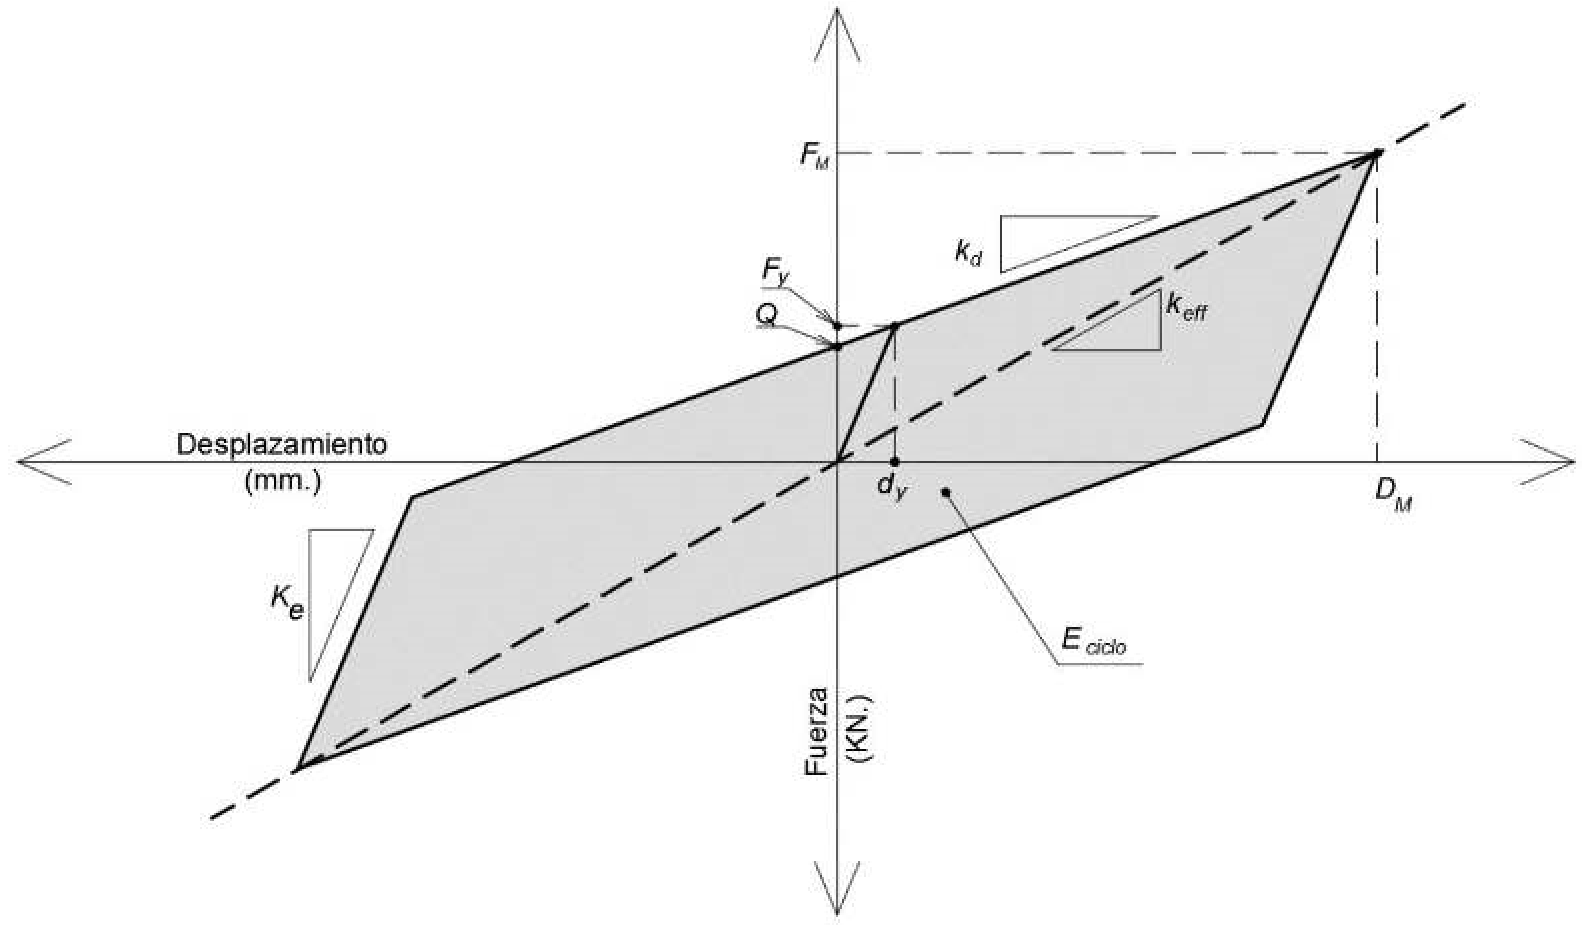 F_M
k_d
F_y
Q
k_eff
Desplazamiento
(mm.)
d_y
D_M
K_e
E_ciclo
Fuerza
(KN.)